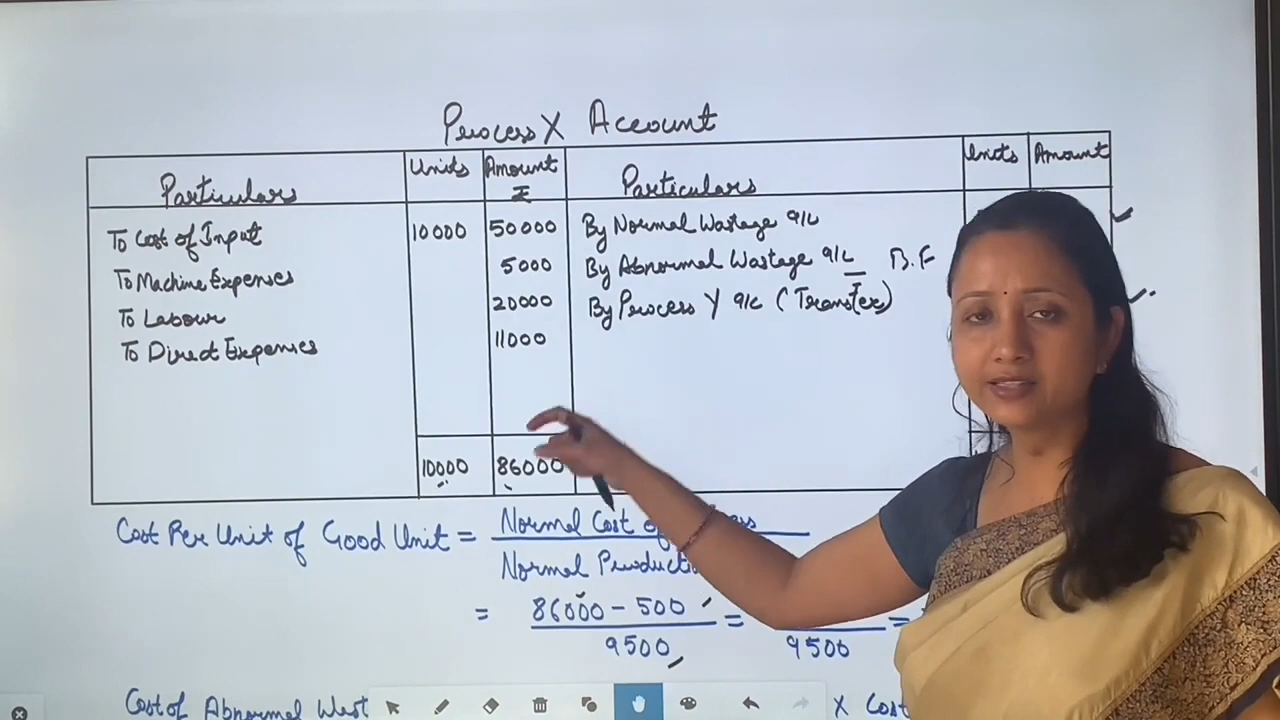 Process X Account
Particulars Units Amount ₹ Particulars Units Amount
To Cost of Input 10000 50000 By Normal Wastage a/c
To Machine Expenses 5000 By Abnormal Wastage a/c B.F
To Labour 20000 By Process Y a/c (Transfer)
To Direct Expenses 11000
10000 86000
Cost Per Unit of Good Unit = Normal Cost of
Normal
= 86000 - 500 =  =
9500 9500
Cost of Abnormal X Cost